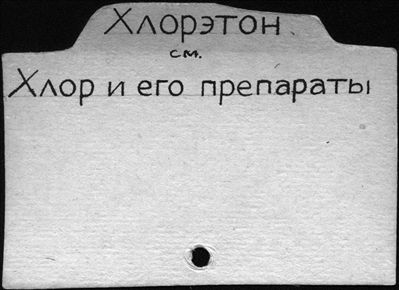 Хлорэтон
см.
Хлор и его препараты